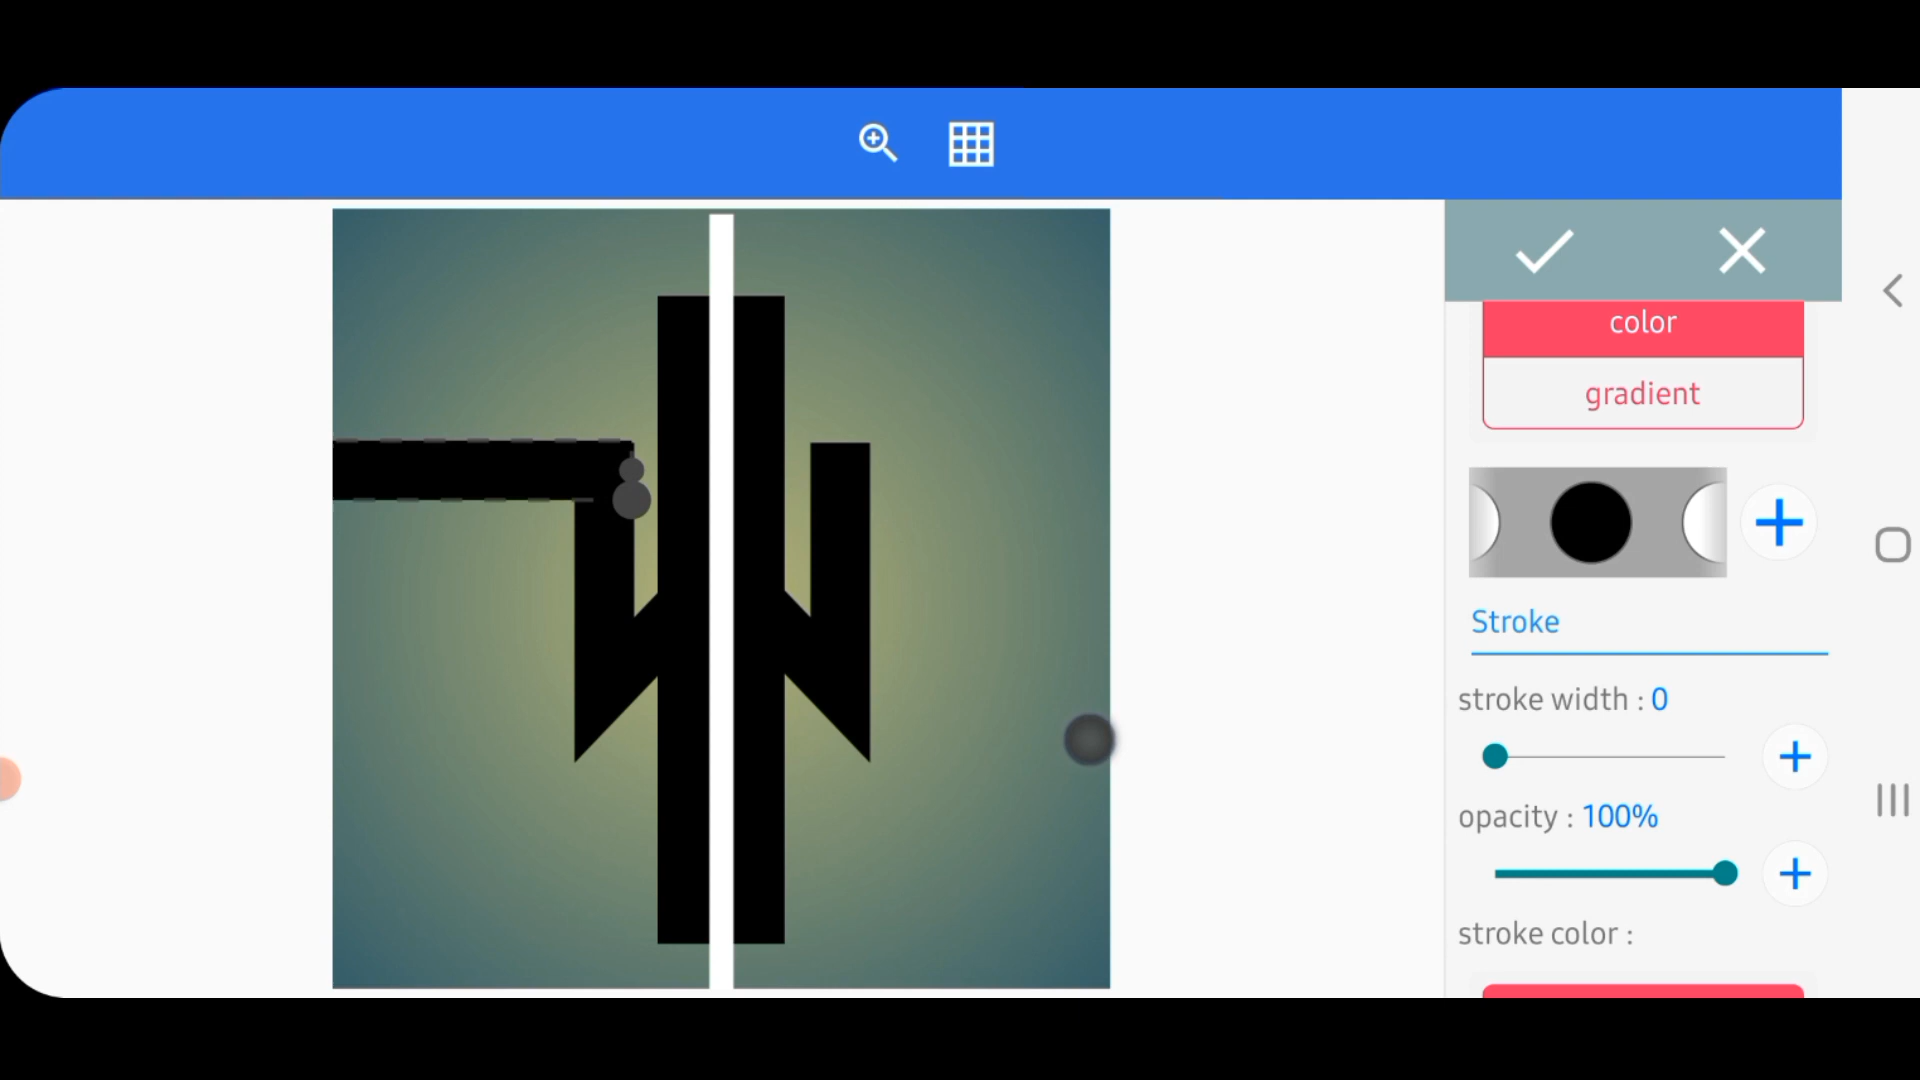 color
gradient
Stroke
stroke width : 0
opacity : 100%
stroke color :